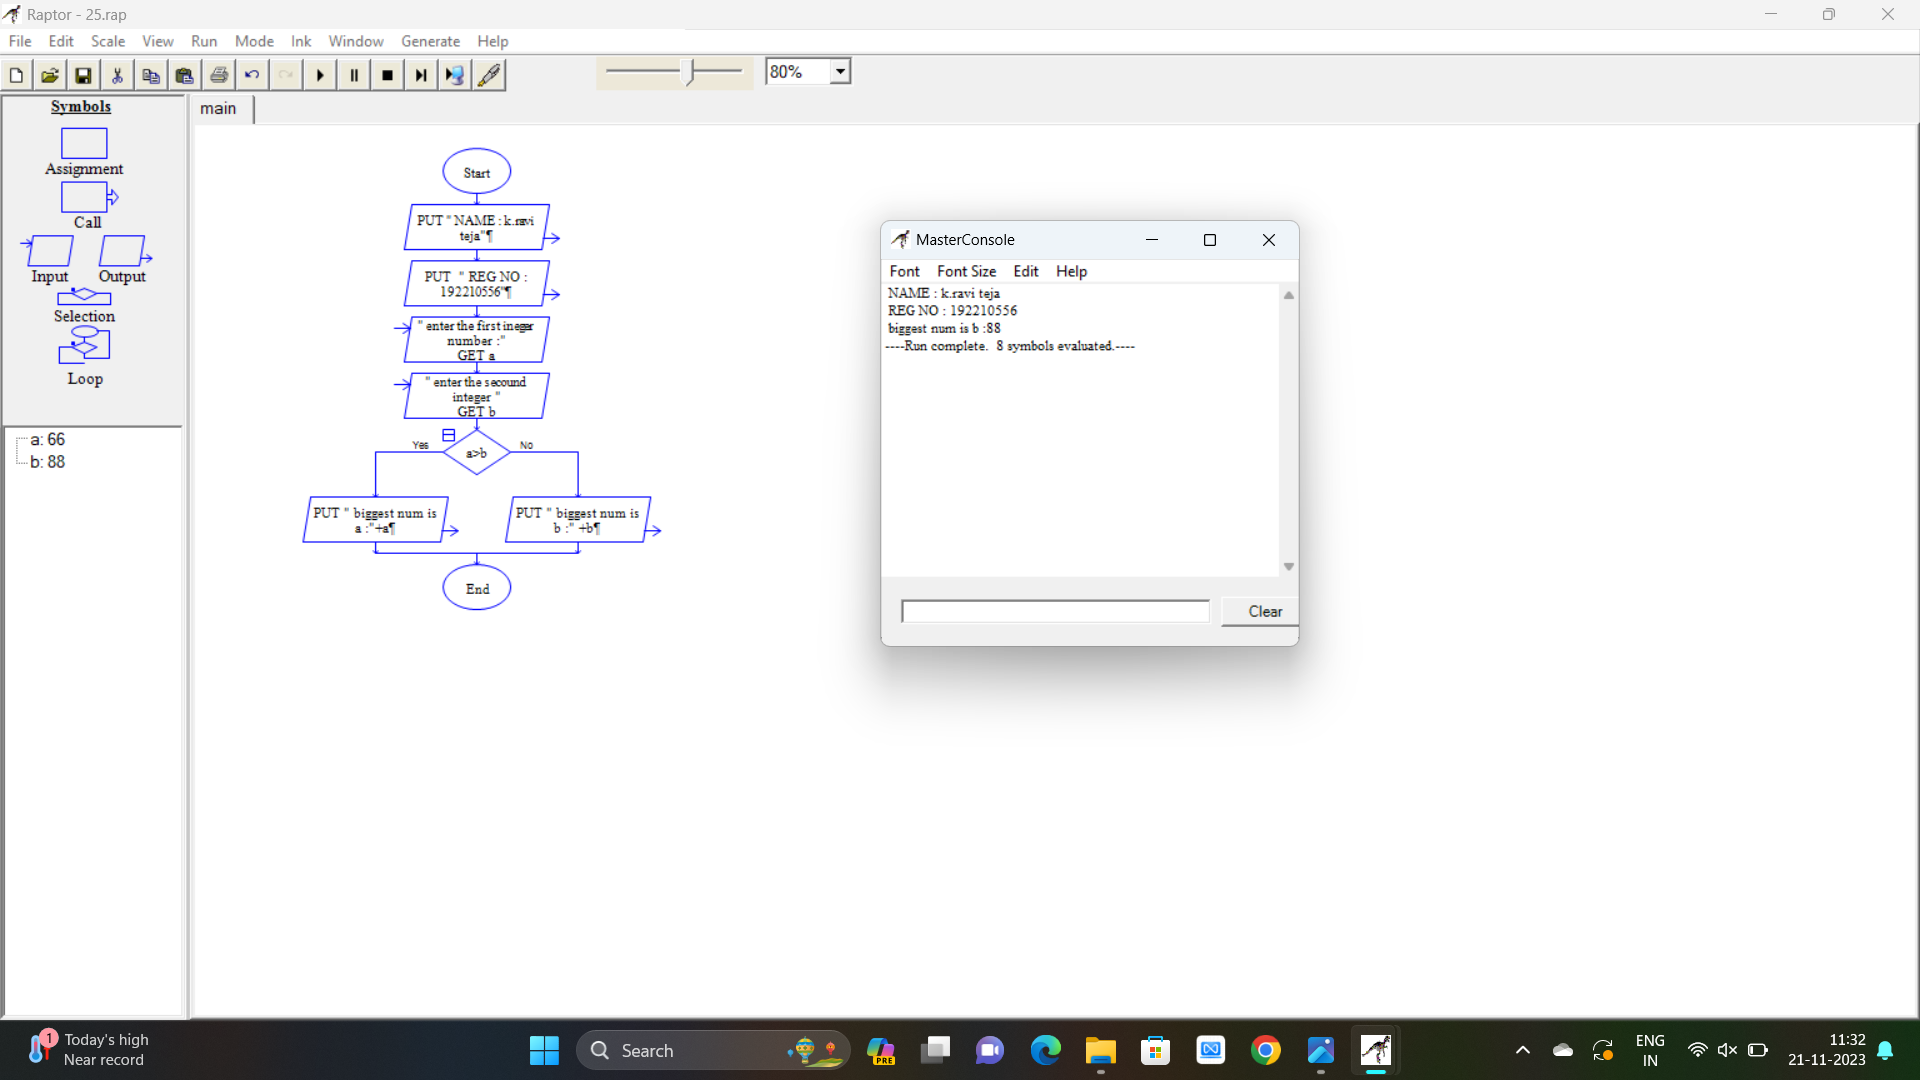 Raptor - 25.rap
File Edit Scale View Run Mode Ink Window Generate Help
80%
Symbols
Assignment
Call
Input Output
Selection
Loop
a: 66
b: 88
main
Start
PUT " NAME : k.ravi
teja"¶
PUT " REG NO :
192210556"¶
" enter the first ineger
number :"
GET a
" enter the secound
integer "
GET b
Yes
No
a>b
PUT " biggest num is
a :"+a¶
PUT " biggest num is
b :" +b¶
End
MasterConsole
Font Font Size Edit Help
NAME : k.ravi teja
REG NO : 192210556
biggest num is b :88
----Run complete. 8 symbols evaluated.----
Clear
1
Today's high
Near record
Search
PRE
ENG
IN
11:32
21-11-2023